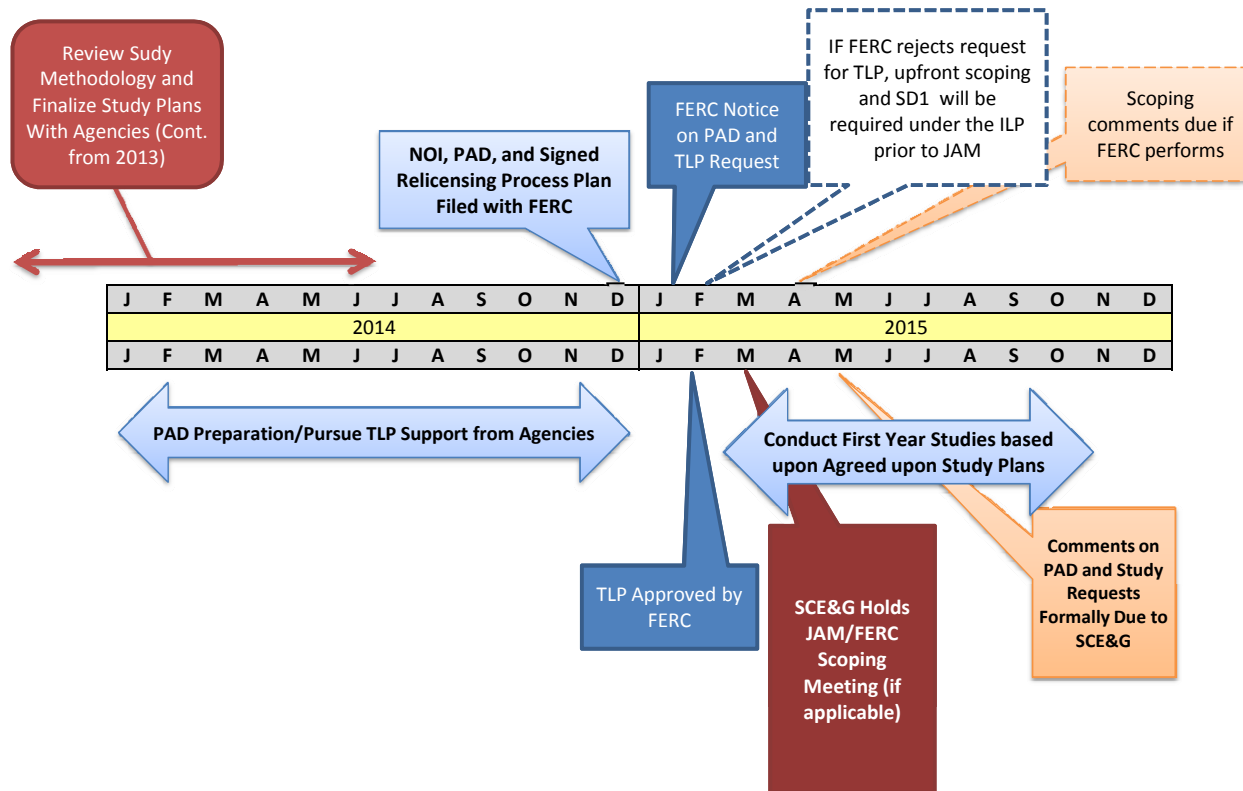 Review Sudy
Methodology and
Finalize Study Plans
With Agencies (Cont.
from 2013)
NOI, PAD, and Signed
Relicensing Process Plan
Filed with FERC
FERC Notice
on PAD and
TLP Request
IF FERC rejects request
for TLP, upfront scoping
and SD1 will be
required under the ILP
prior to JAM
Scoping
comments due if
FERC performs
J F M A M J J A S O N D J F M A M J J A S O N D
2014 2015
J F M A M J J A S O N D J F M A M J J A S O N D
PAD Preparation/Pursue TLP Support from Agencies
Conduct First Year Studies based
upon Agreed upon Study Plans
TLP Approved by
FERC
SCE&G Holds
JAM/FERC
Scoping
Meeting (if
applicable)
Comments on
PAD and Study
Requests
Formally Due to
SCE&G